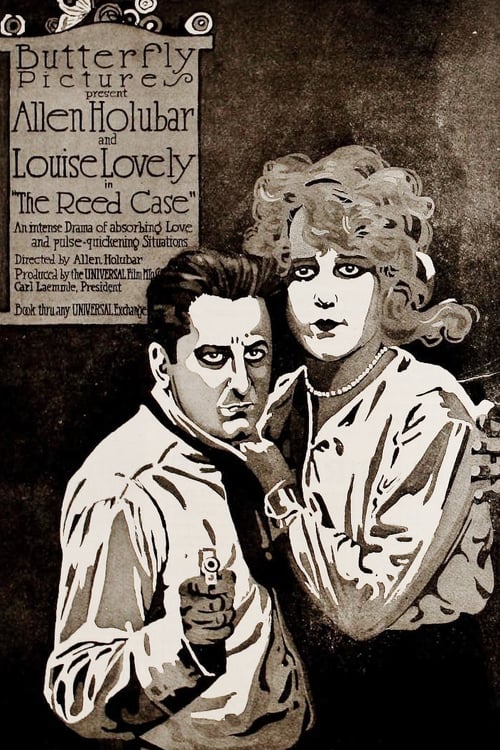 Butterfly
Pictures
present
Allen Holubar
and
Louise Lovely
in
"The Reed Case"
An intense Drama of absorbing Love
and pulse-quickening Situations
Directed by Allen Holubar
Produced by the UNIVERSAL Film Mfg
Carl Laemmle, President
Book thru any UNIVERSAL Exchange